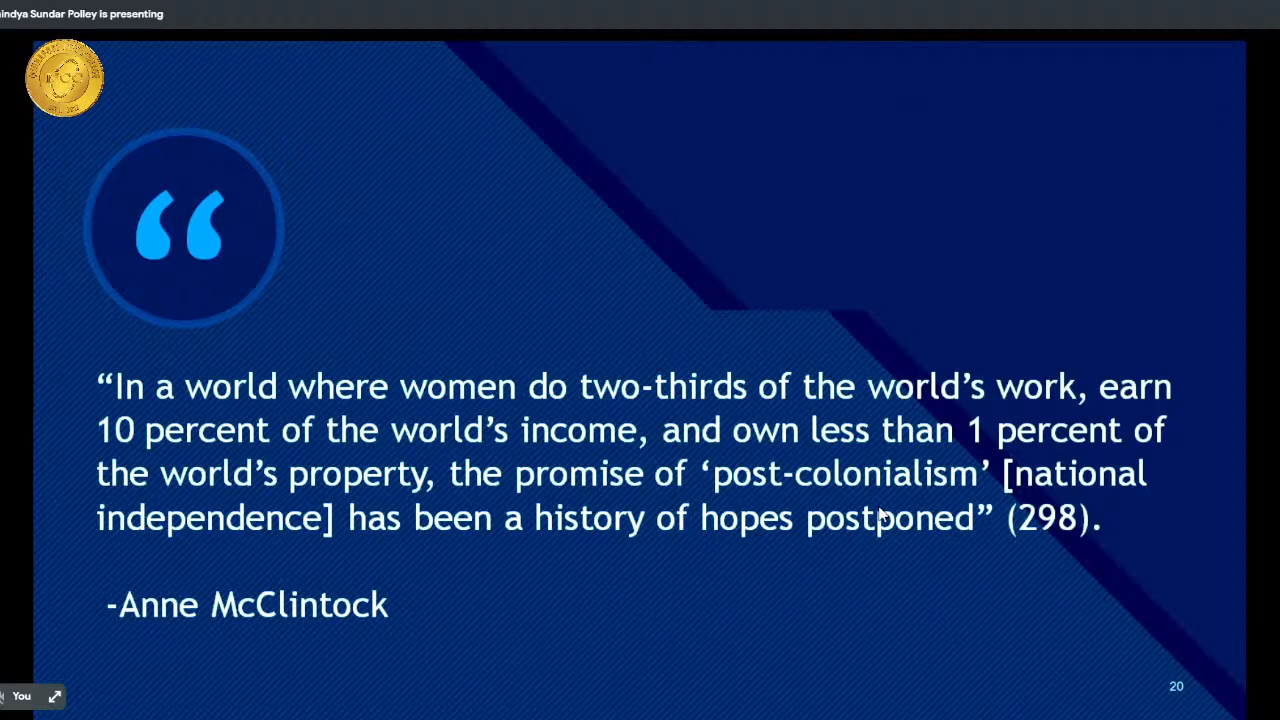 indya Sundar Polley is presenting
“
“In a world where women do two-thirds of the world’s work, earn
10 percent of the world’s income, and own less than 1 percent of
the world’s property, the promise of ‘post-colonialism’ [national
independence] has been a history of hopes postponed” (298).
-Anne McClintock
You
20